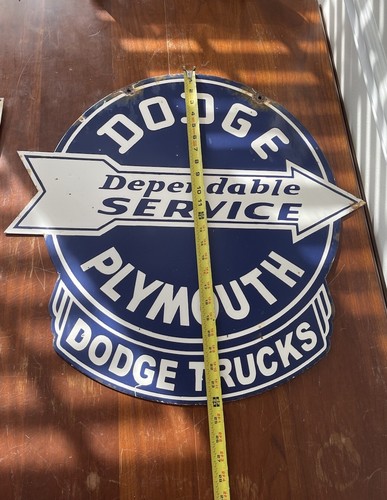 DODGE
Dependable
SERVICE
PLYMOUTH
DODGE TRUCKS